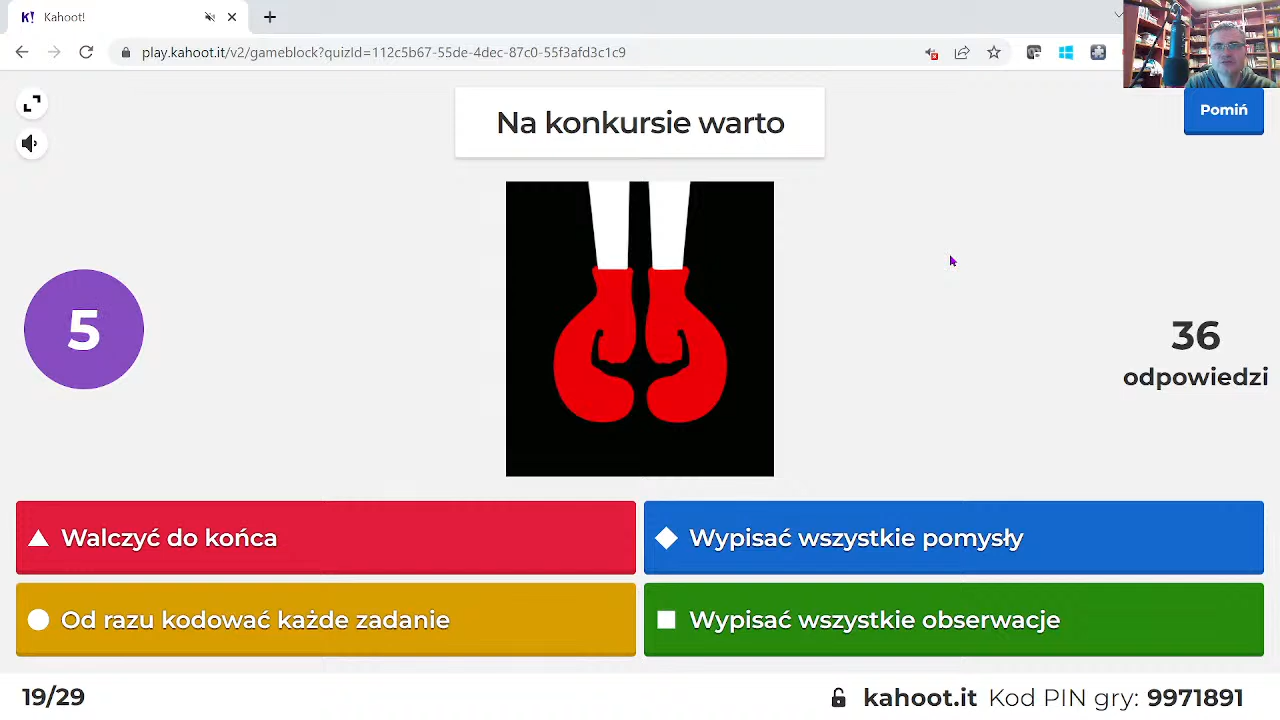 Kahoot!
play.kahoot.it/v2/gameblock?quizId=112c5b67-55de-4dec-87c0-55f3afd3c1c9
Na konkursie warto
Pomiń
5
36
odpowiedzi
Walczyć do końca
Wypisać wszystkie pomysły
Od razu kodować każde zadanie
Wypisać wszystkie obserwacje
19/29
kahoot.it Kod PIN gry: 9971891